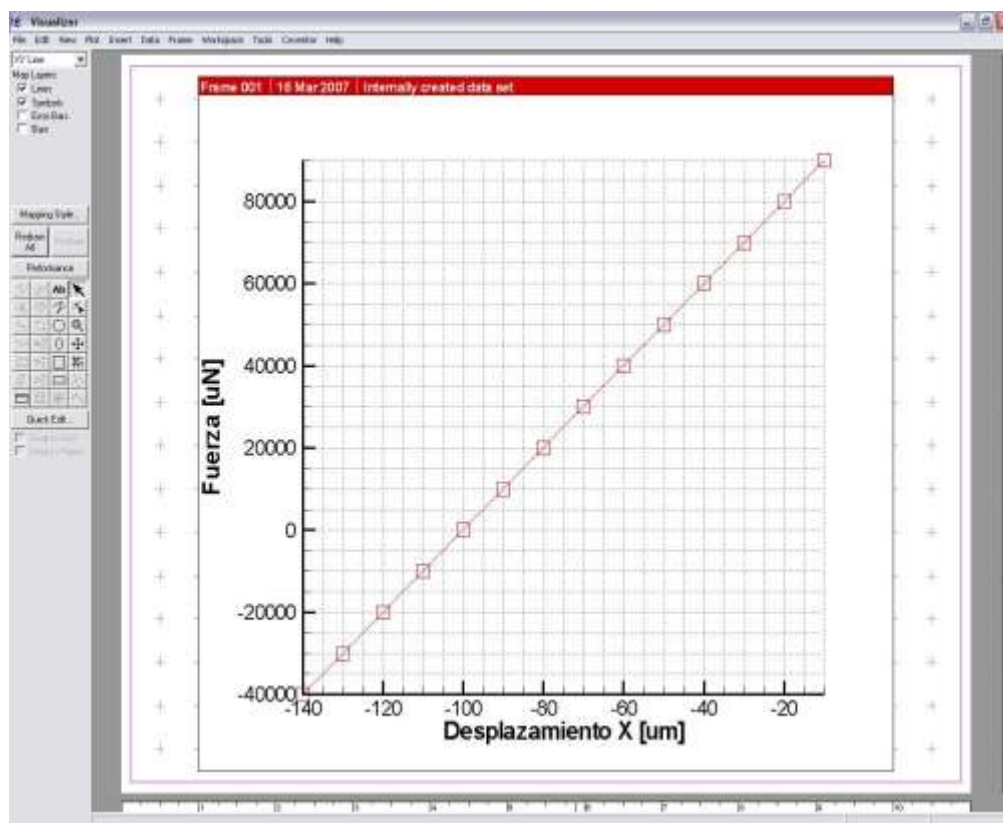 Visualizer
File Edit View Plot Insert Data Frame Workspace Tools Coventor Help
XY Line
Map Layers
Lines
Symbols
Error Bars
Bars
Mapping Style...
Redraw All
Performance
Quick Edit...
Frame 001 | 16 Mar 2007 | Internally created data set
80000
60000
40000
20000
0
-20000
-40000
Fuerza [uN]
-140 -120 -100 -80 -60 -40 -20
Desplazamiento X [um]